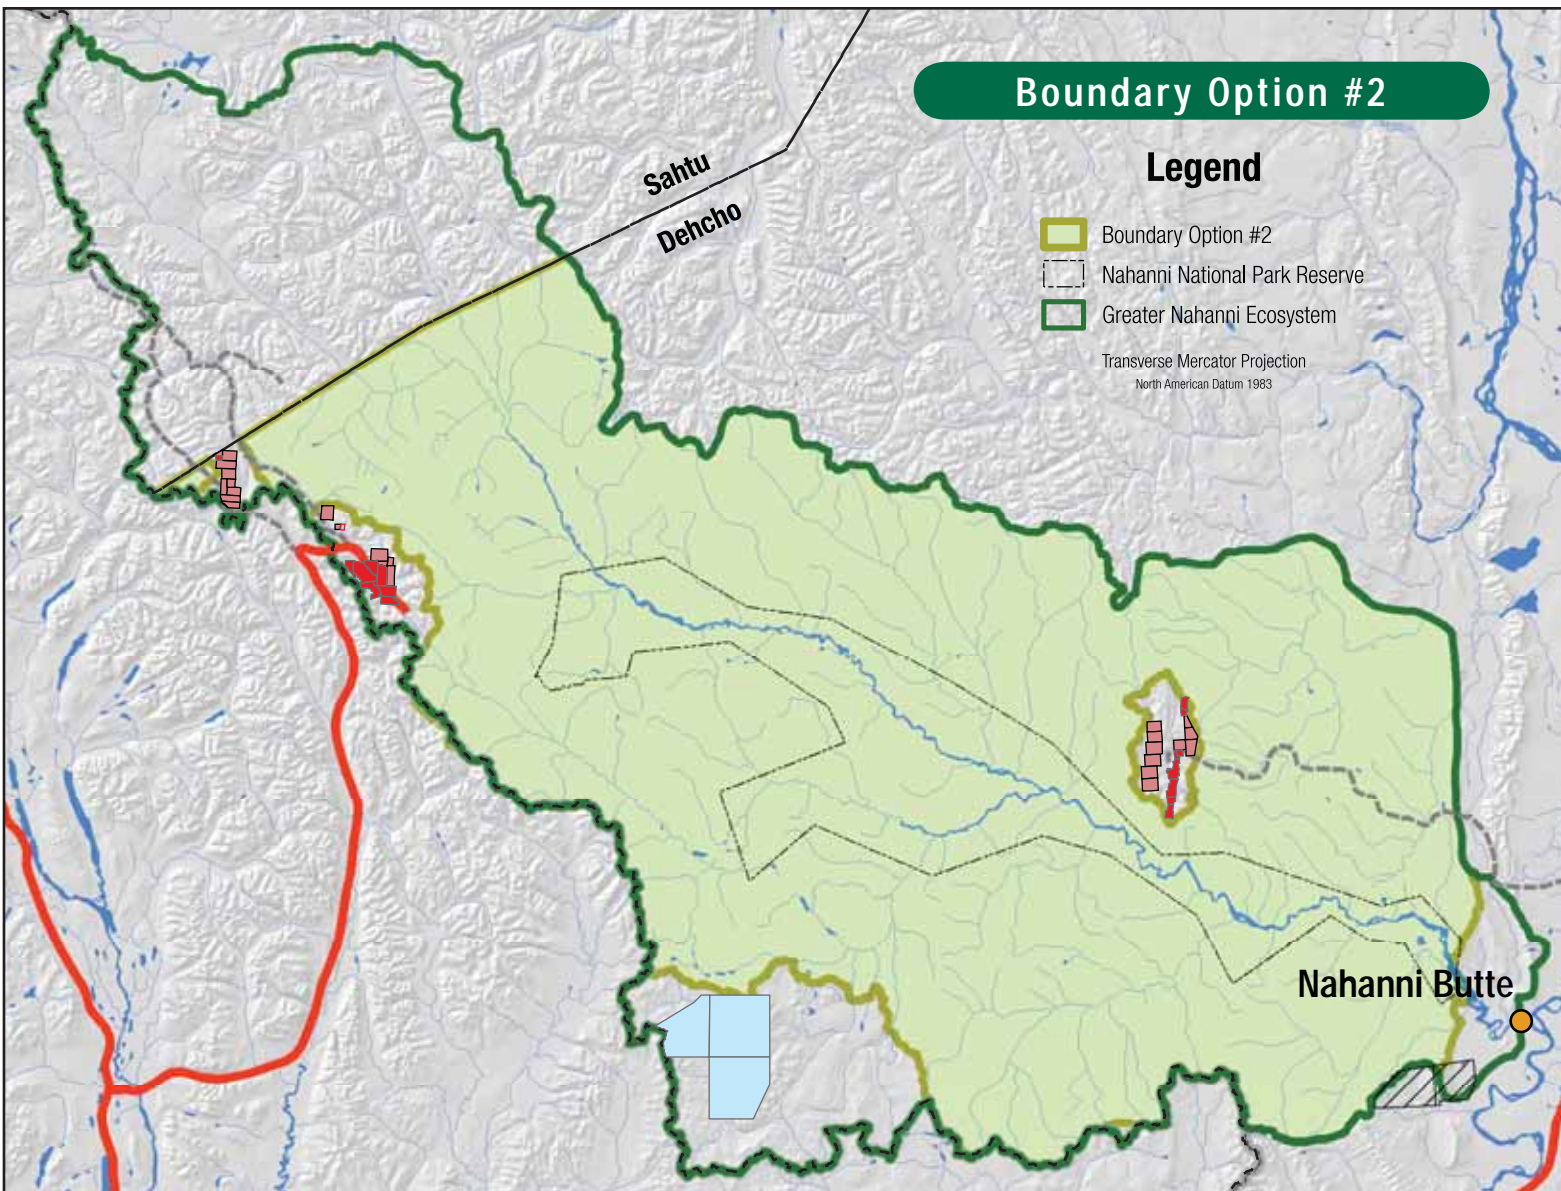 Boundary Option #2
Legend
Boundary Option #2
Nahanni National Park Reserve
Greater Nahanni Ecosystem
Transverse Mercator Projection
North American Datum 1983
Sahtu
Dehcho
Nahanni Butte